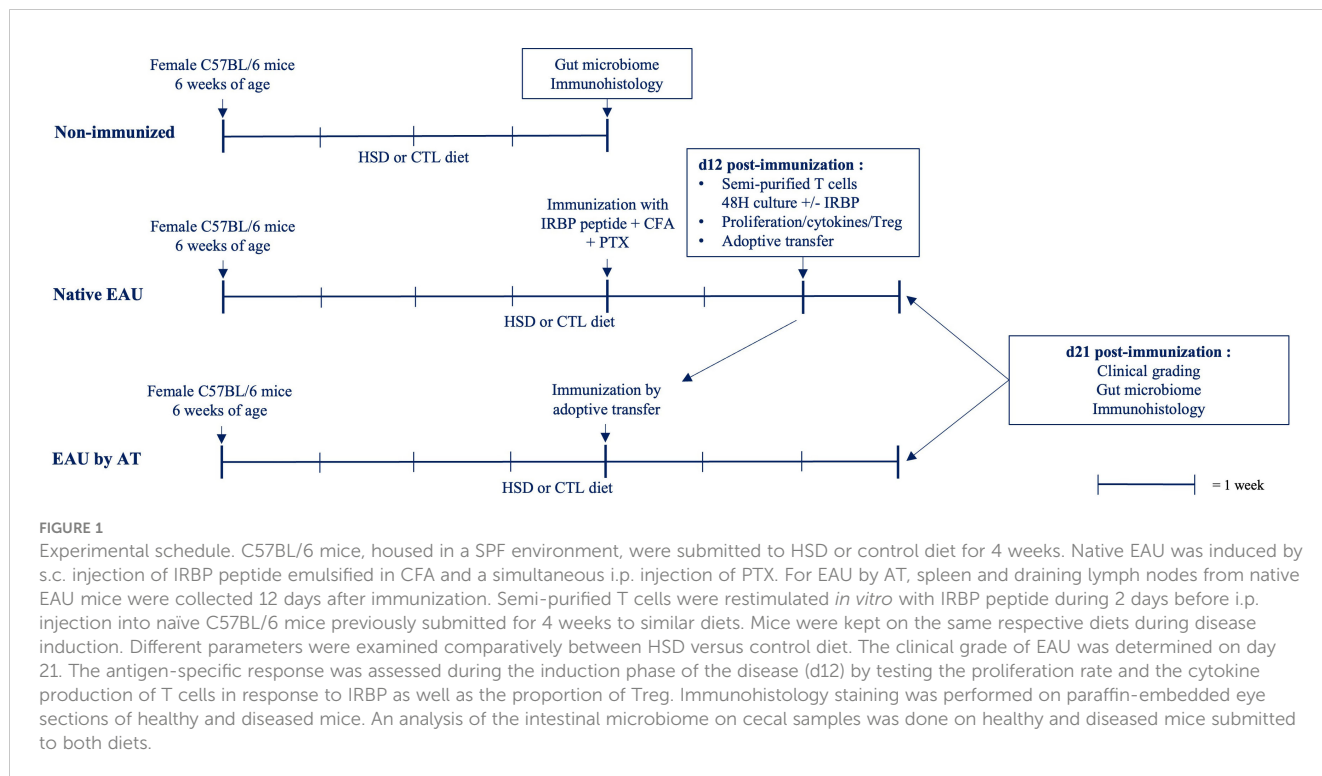 Female C57BL/6 mice
6 weeks of age
Gut microbiome
Immunohistology
Non-immunized
HSD or CTL diet
Female C57BL/6 mice
6 weeks of age
Immunization with
IRBP peptide + CFA
+ PTX
d12 post-immunization :
• Semi-purified T cells
48H culture +/- IRBP
• Proliferation/cytokines/Treg
• Adoptive transfer
Native EAU
HSD or CTL diet
Female C57BL/6 mice
6 weeks of age
Immunization by
adoptive transfer
EAU by AT
HSD or CTL diet
d21 post-immunization :
Clinical grading
Gut microbiome
Immunohistology
= 1 week
FIGURE 1
Experimental schedule. C57BL/6 mice, housed in a SPF environment, were submitted to HSD or control diet for 4 weeks. Native EAU was induced by
s.c. injection of IRBP peptide emulsified in CFA and a simultaneous i.p. injection of PTX. For EAU by AT, spleen and draining lymph nodes from native
EAU mice were collected 12 days after immunization. Semi-purified T cells were restimulated in vitro with IRBP peptide during 2 days before i.p.
injection into naïve C57BL/6 mice previously submitted for 4 weeks to similar diets. Mice were kept on the same respective diets during disease
induction. Different parameters were examined comparatively between HSD versus control diet. The clinical grade of EAU was determined on day
21. The antigen-specific response was assessed during the induction phase of the disease (d12) by testing the proliferation rate and the cytokine
production of T cells in response to IRBP as well as the proportion of Treg. Immunohistology staining was performed on paraffin-embedded eye
sections of healthy and diseased mice. An analysis of the intestinal microbiome on cecal samples was done on healthy and diseased mice submitted
to both diets.